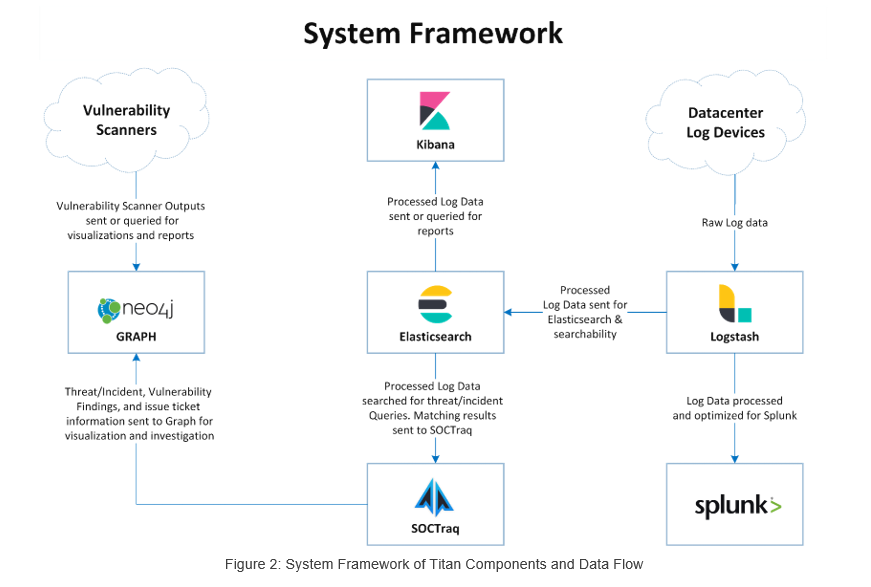 System Framework
Vulnerability
Scanners
Kibana
Datacenter
Log Devices
Vulnerability Scanner Outputs
sent or queried for
visualizations and reports
Processed Log Data
sent or queried for
reports
Raw Log data
neo4j
GRAPH
Elasticsearch
Processed
Log Data sent for
Elasticsearch &
searchability
Logstash
Threat/Incident, Vulnerability
Findings, and issue ticket
information sent to Graph for
visualization and investigation
Processed Log Data
searched for threat/incident
Queries. Matching results
sent to SOCTraq
Log Data processed
and optimized for Splunk
SOCTraq
splunk>
Figure 2: System Framework of Titan Components and Data Flow